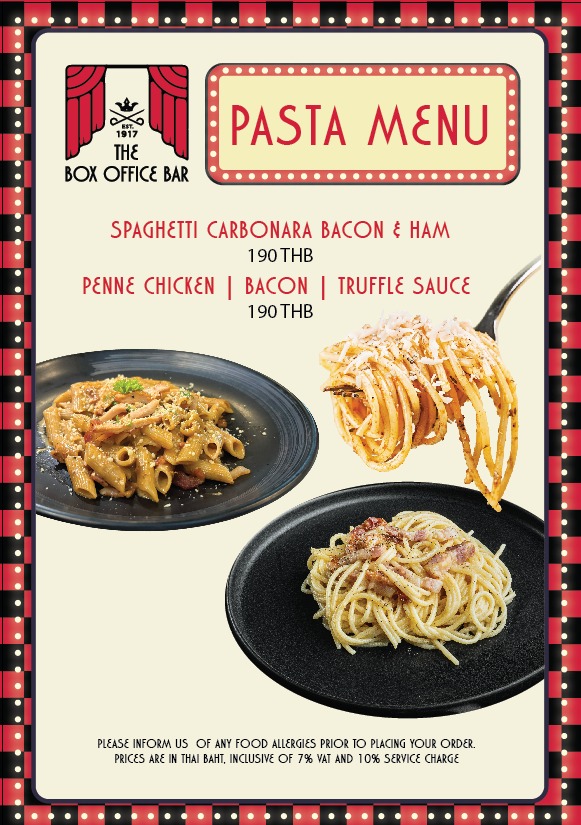 EST.
1917
THE
BOX OFFICE BAR
PASTA MENU
SPAGHETTI CARBONARA BACON & HAM
190 THB
PENNE CHICKEN | BACON | TRUFFLE SAUCE
190 THB
PLEASE INFORM US OF ANY FOOD ALLERGIES PRIOR TO PLACING YOUR ORDER.
PRICES ARE IN THAI BAHT, INCLUSIVE OF 7% VAT AND 10% SERVICE CHARGE